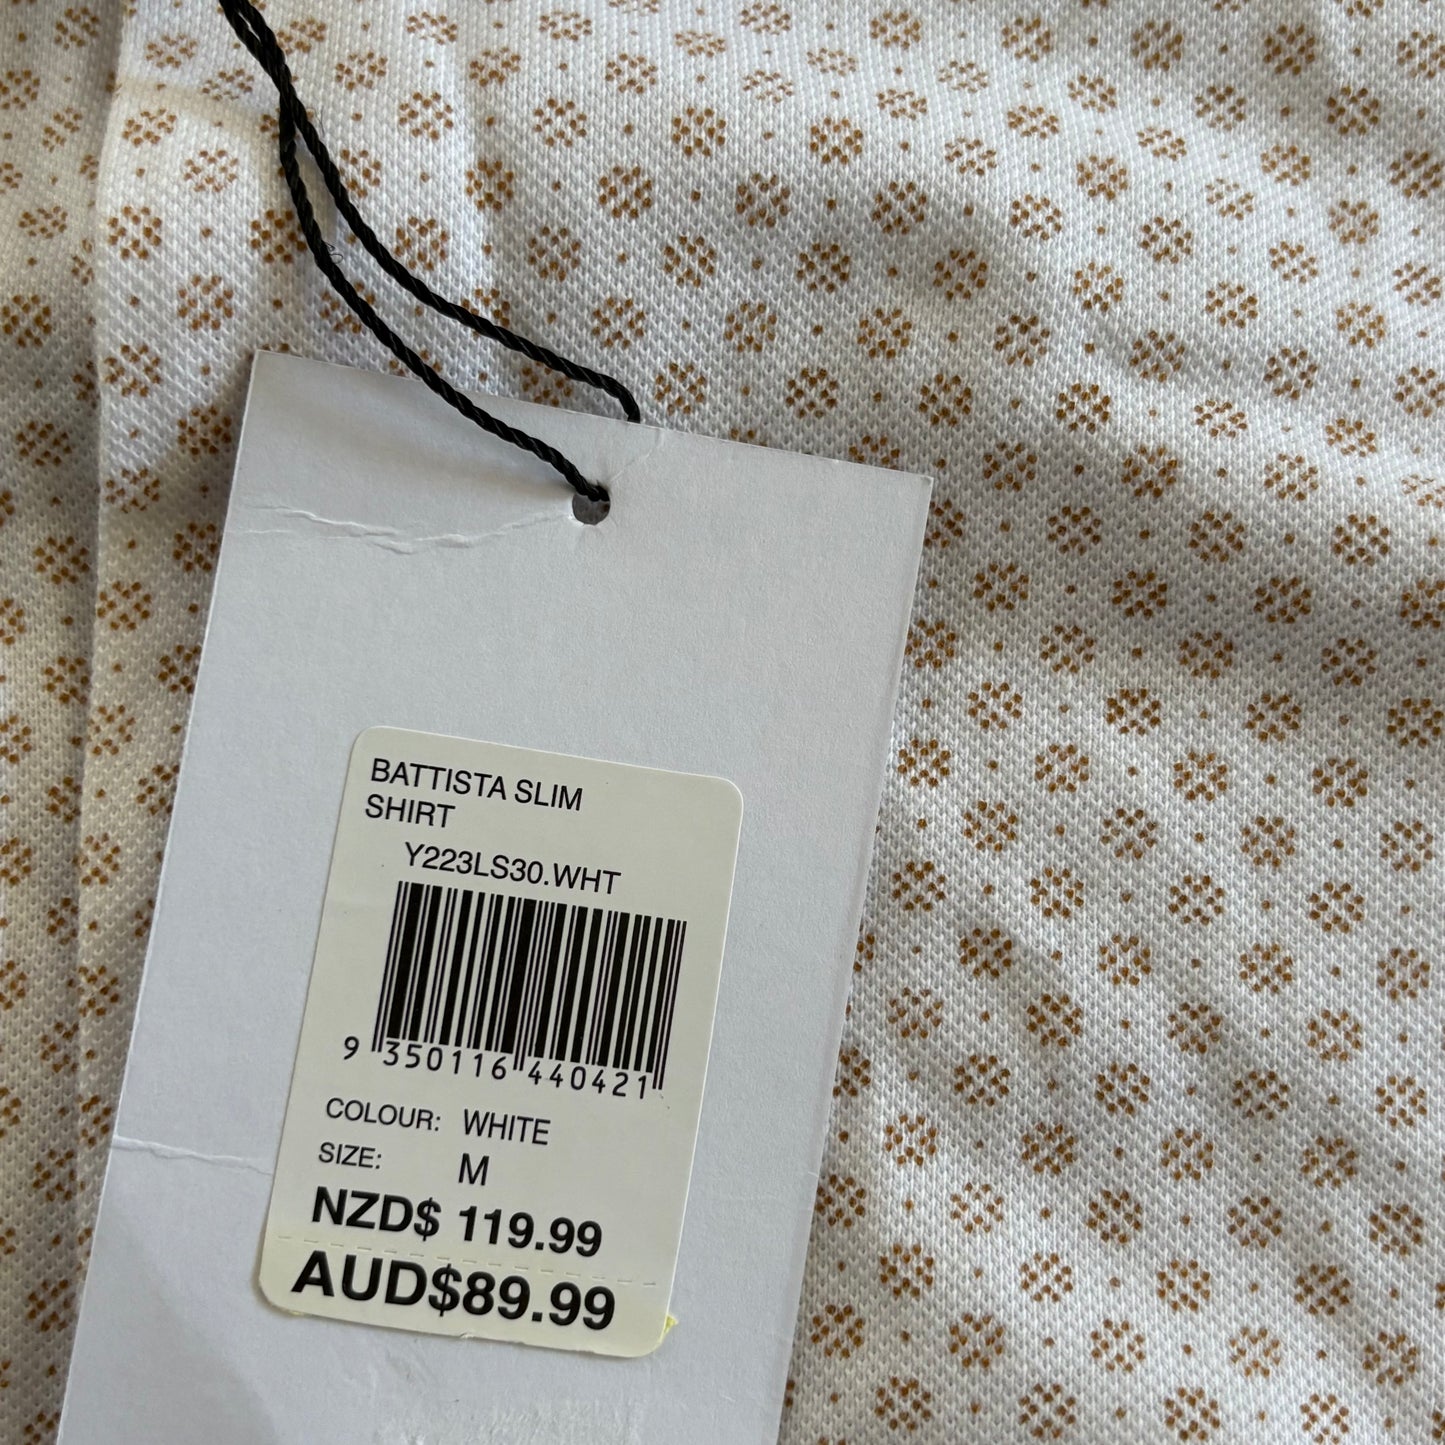 BATTISTA SLIM
SHIRT
Y223LS30.WHT
9 350116 440421
COLOUR: WHITE
SIZE: M
NZD$ 119.99
AUD$89.99